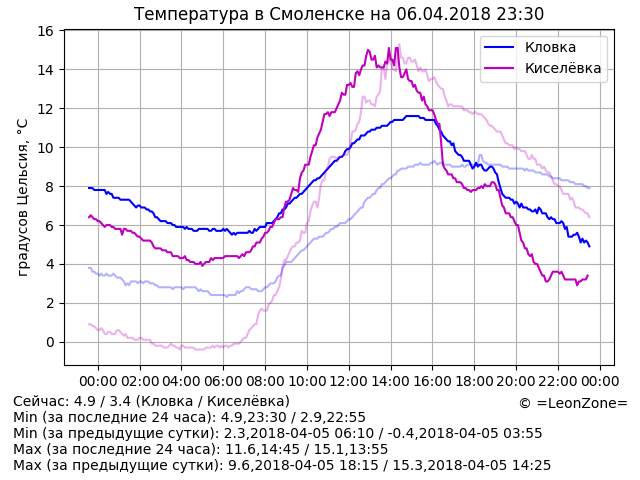 Температура в Смоленске на 06.04.2018 23:30
градусов Цельсия, °C
16
14
12
10
8
6
4
2
0
Кловка
Киселёвка
00:00 02:00 04:00 06:00 08:00 10:00 12:00 14:00 16:00 18:00 20:00 22:00 00:00
Сейчас: 4.9 / 3.4 (Кловка / Киселёвка)
© =LeonZone=
Min (за последние 24 часа): 4.9,23:30 / 2.9,22:55
Min (за предыдущие сутки): 2.3,2018-04-05 06:10 / -0.4,2018-04-05 03:55
Max (за последние 24 часа): 11.6,14:45 / 15.1,13:55
Max (за предыдущие сутки): 9.6,2018-04-05 18:15 / 15.3,2018-04-05 14:25